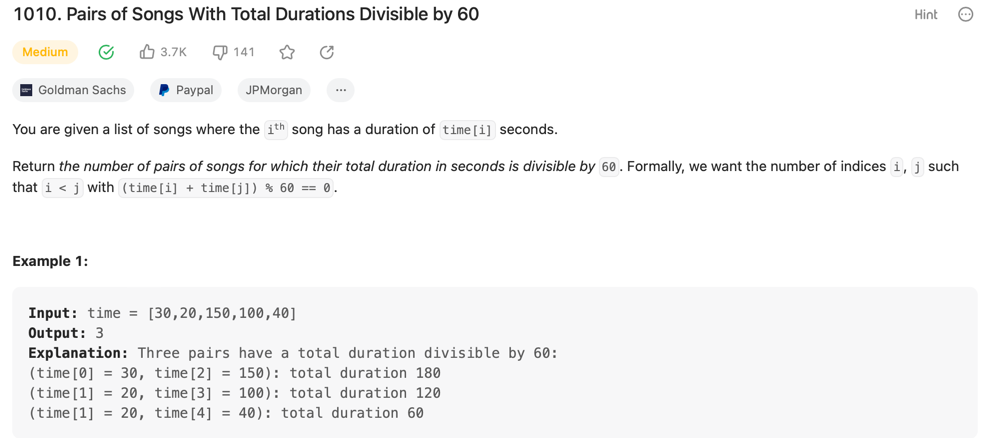 1010. Pairs of Songs With Total Durations Divisible by 60
Hint
Medium
3.7K
141
Goldman Sachs
Paypal
JPMorgan
...
You are given a list of songs where the ith song has a duration of time[i] seconds.
Return the number of pairs of songs for which their total duration in seconds is divisible by 60. Formally, we want the number of indices i, j such
that i < j with (time[i] + time[j]) % 60 == 0.
Example 1:
Input: time = [30,20,150,100,40]
Output: 3
Explanation: Three pairs have a total duration divisible by 60:
(time[0] = 30, time[2] = 150): total duration 180
(time[1] = 20, time[3] = 100): total duration 120
(time[1] = 20, time[4] = 40): total duration 60